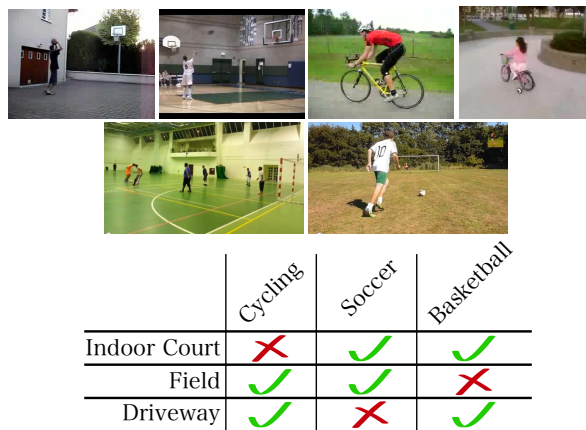 10
Cycling
Soccer
Basketball
Indoor Court
Field
Driveway